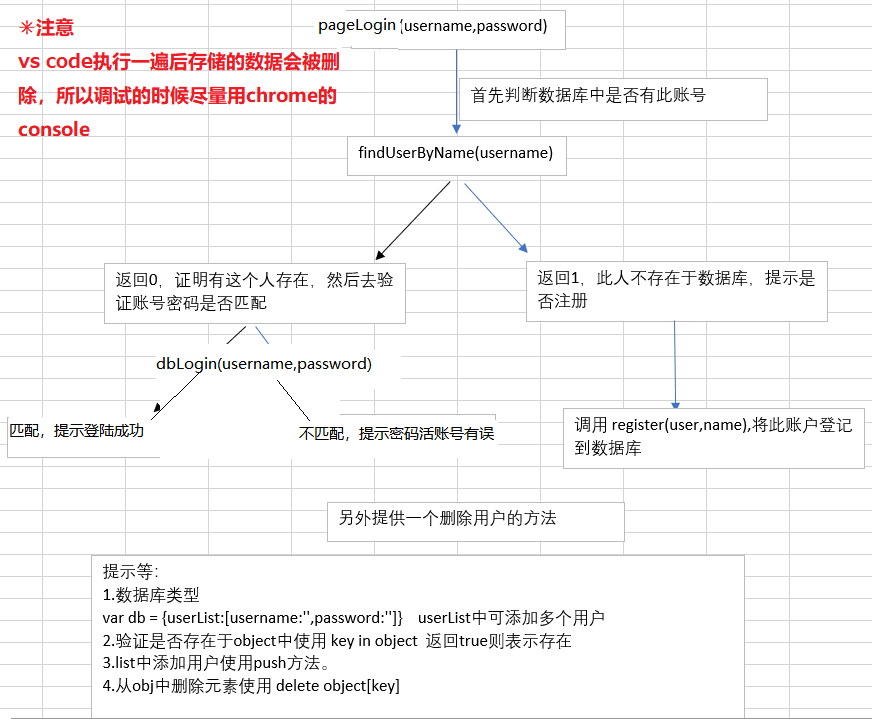 ✳注意
vs code执行一遍后存储的数据会被删
除，所以调试的时候尽量用chrome的
console
pageLogin (username,password)
首先判断数据库中是否有此账号
findUserByName(username)
返回0，证明有这个人存在，然后去验
证账号密码是否匹配
返回1，此人不存在于数据库，提示是
否注册
dbLogin(username,password)
匹配，提示登陆成功
不匹配，提示密码活账号有误
调用 register(user,name),将此账户登记
到数据库
另外提供一个删除用户的方法
提示等：
1.数据库类型
var db = {userList:[username:'',password:'']} userList中可添加多个用户
2.验证是否存在于object中使用 key in object 返回true则表示存在
3.list中添加用户使用push方法。
4.从obj中删除元素使用 delete object[key]